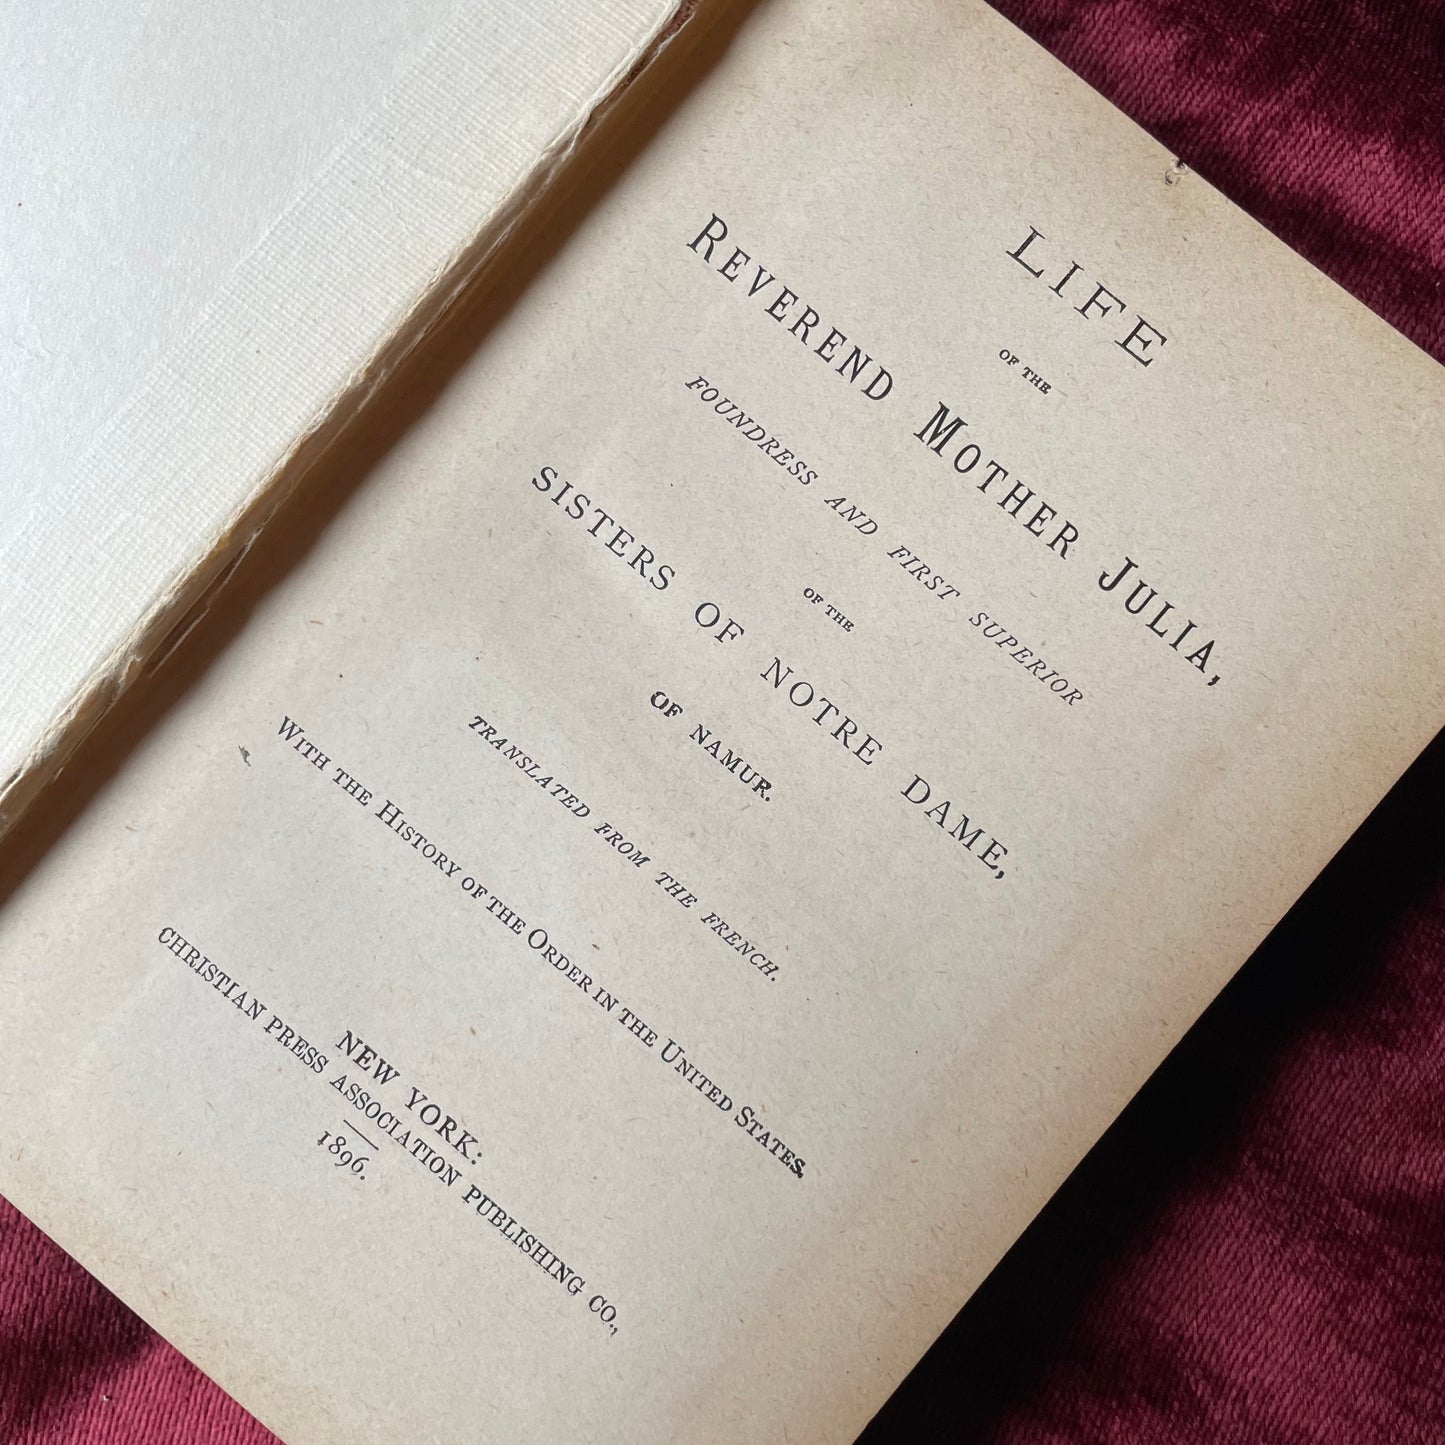 LIFE
OF THE
REVEREND MOTHER JULIA,
FOUNDRESS AND FIRST SUPERIOR
OF THE
SISTERS OF NOTRE DAME,
OF NAMUR.
TRANSLATED FROM THE FRENCH.
WITH THE HISTORY OF THE ORDER IN THE UNITED STATES.
NEW YORK:
CHRISTIAN PRESS ASSOCIATION PUBLISHING CO.,
1896.